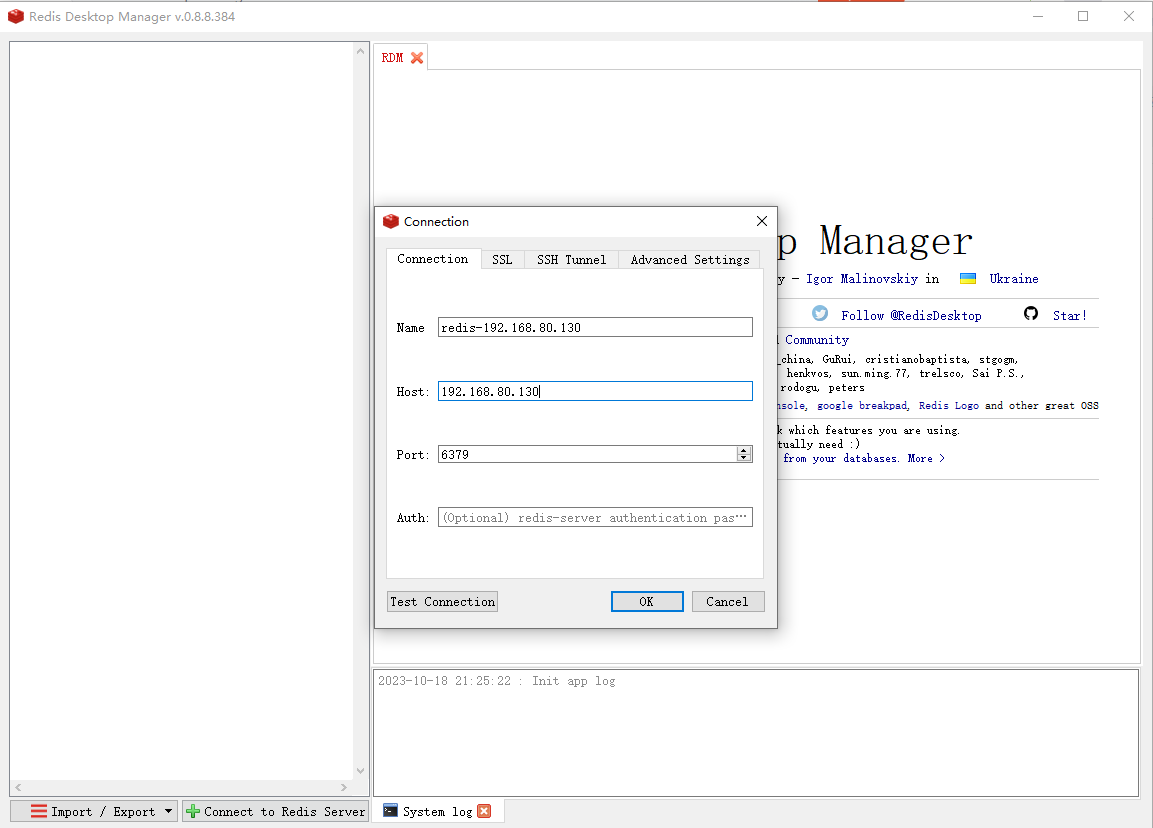 Redis Desktop Manager v.0.8.8.384
RDM
Connection
Connection SSL SSH Tunnel Advanced Settings
Name redis-192.168.80.130
Host: 192.168.80.130
Port: 6379
Auth: (Optional) redis-server authentication pas…
Test Connection OK Cancel
p Manager
y - Igor Malinovskiy in Ukraine
Follow @RedisDesktop Star!
Community
_china, GuRui, cristianobaptista, stgogm,
henkvos, sun.ming.77, trelsco, Sai P.S.,
rodogu, peters
nsole, google breakpad, Redis Logo and other great OSS
k which features you are using.
tually need :)
from your databases. More >
2023-10-18 21:25:22 : Init app log
Import / Export Connect to Redis Server System log